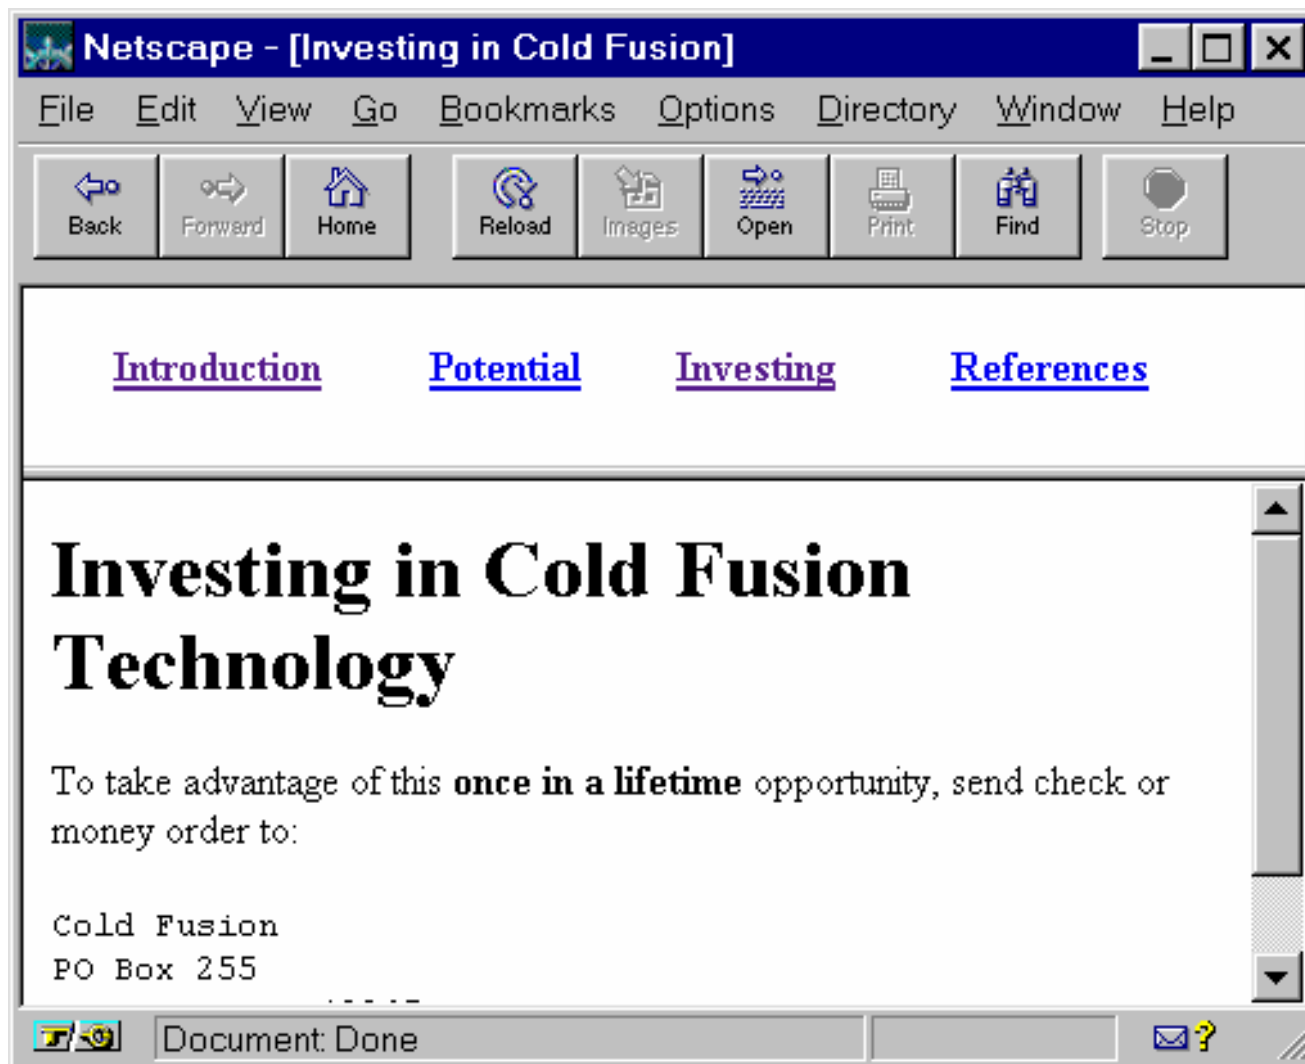 Netscape - [Investing in Cold Fusion]
File Edit View Go Bookmarks Options Directory Window Help
Back Forward Home Reload Images Open Print Find Stop
Introduction Potential Investing References
Investing in Cold Fusion
Technology
To take advantage of this once in a lifetime opportunity, send check or
money order to:
Cold Fusion
PO Box 255
Document: Done